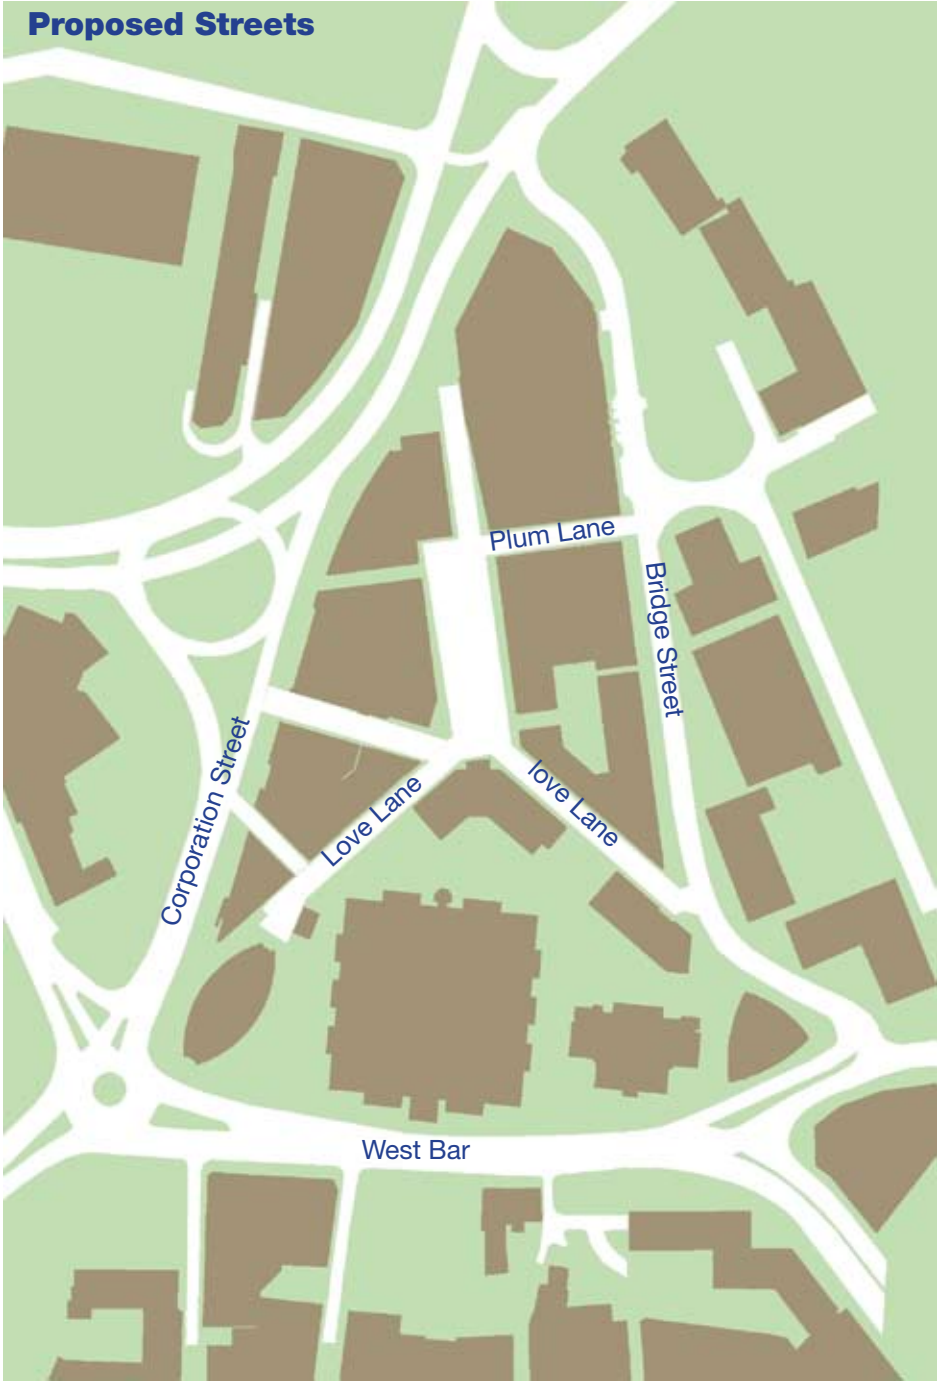 Proposed Streets
Plum Lane
Bridge Street
Corporation Street
Love Lane
love Lane
West Bar